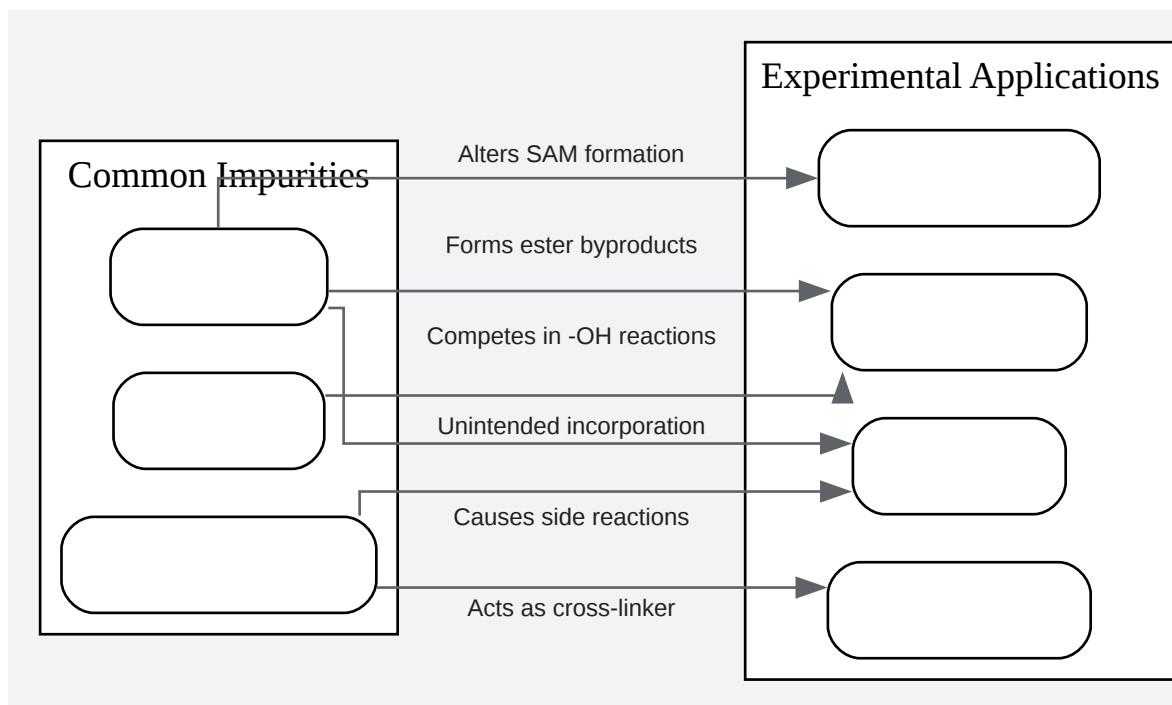 Experimental Applications
Common Impurities
Alters SAM formation
Forms ester byproducts
Competes in -OH reactions
Unintended incorporation
Causes side reactions
Acts as cross-linker